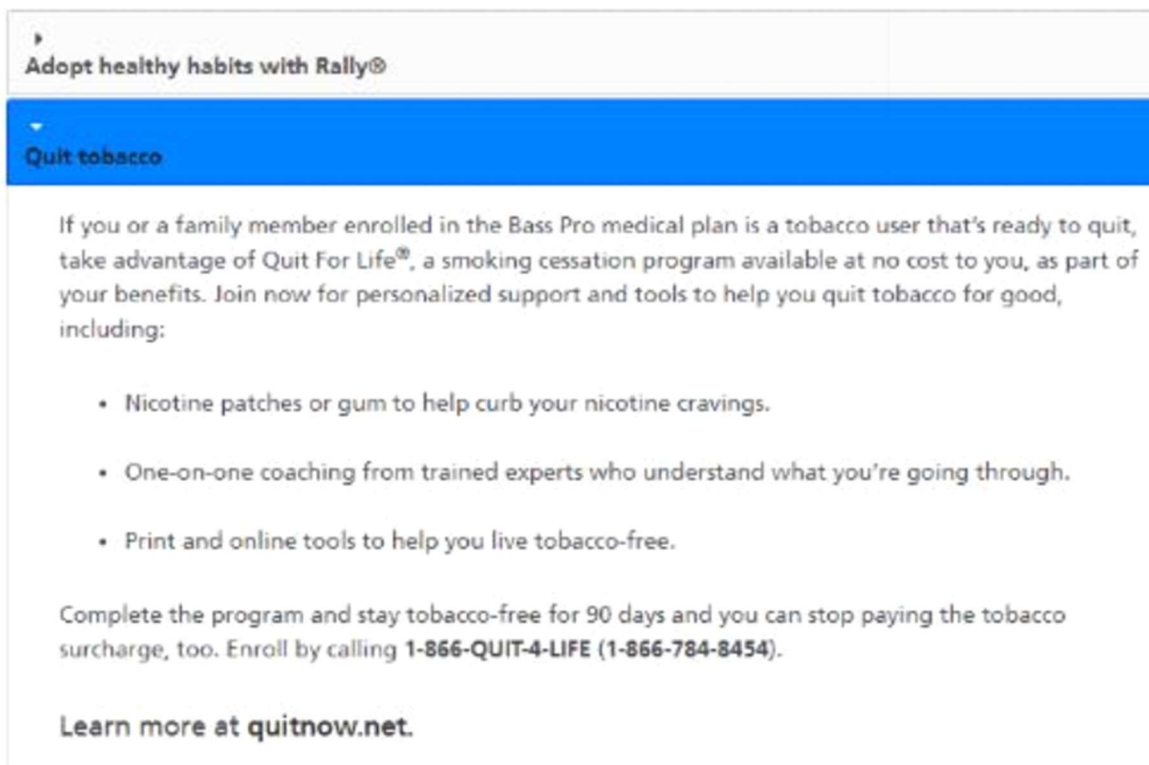 Adopt healthy habits with Rally®
Quit tobacco
If you or a family member enrolled in the Bass Pro medical plan is a tobacco user that's ready to quit,
take advantage of Quit For Life®, a smoking cessation program available at no cost to you, as part of
your benefits. Join now for personalized support and tools to help you quit tobacco for good,
including:
• Nicotine patches or gum to help curb your nicotine cravings.
• One-on-one coaching from trained experts who understand what you're going through.
• Print and online tools to help you live tobacco-free.
Complete the program and stay tobacco-free for 90 days and you can stop paying the tobacco
surcharge, too. Enroll by calling 1-866-QUIT-4-LIFE (1-866-784-8454).
Learn more at quitnow.net.